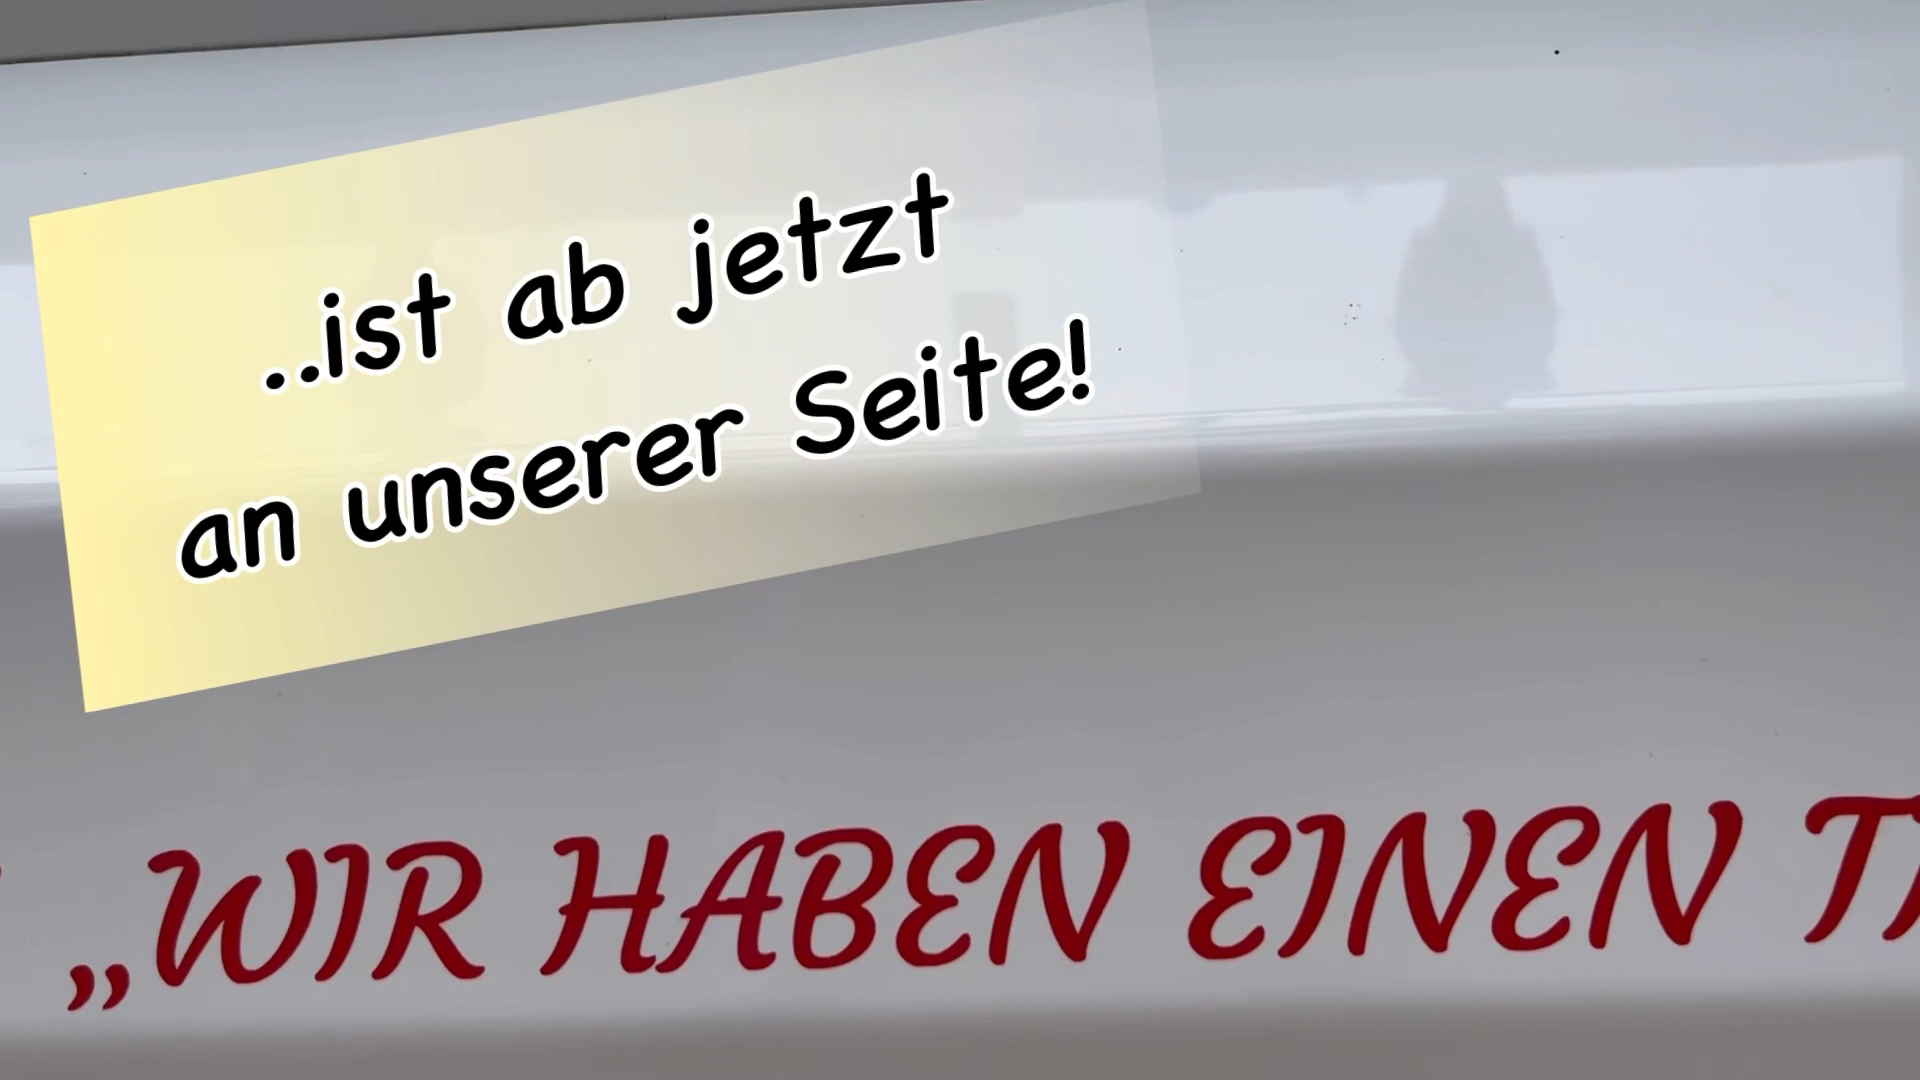 ..ist ab jetzt
an unserer Seite!
„WIR HABEN EINEN